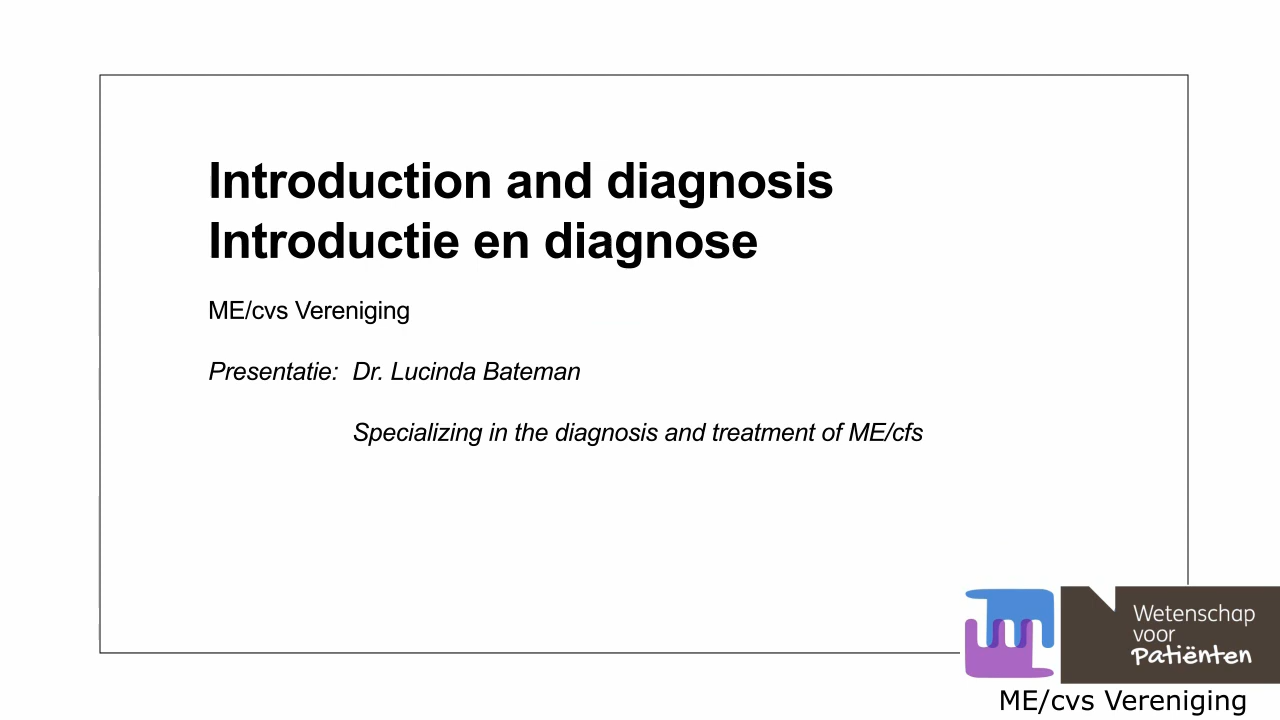 Introduction and diagnosis
Introductie en diagnose
ME/cvs Vereniging
Presentatie: Dr. Lucinda Bateman
Specializing in the diagnosis and treatment of ME/cfs
Wetenschap
voor
Patiënten
ME/cvs Vereniging